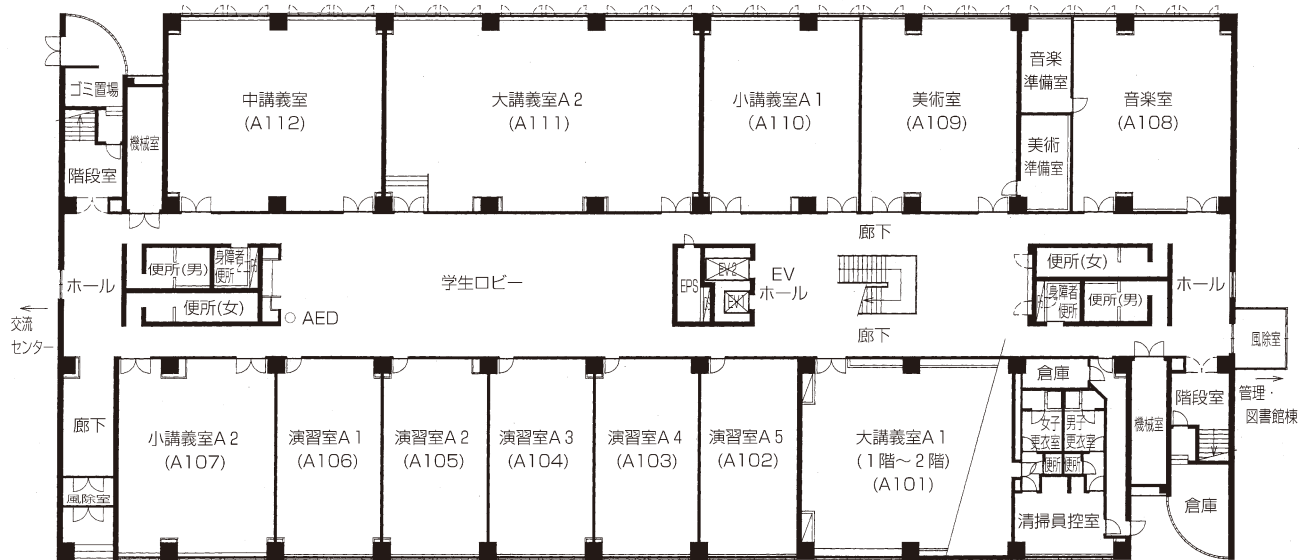 ゴミ置場
機械室
階段室
中講義室
(A112)
大講義室A2
(A111)
小講義室A1
(A110)
美術室
(A109)
音楽
準備室
美術
準備室
音楽室
(A108)
ホール
便所(男)
身障者
便所
便所(女)
○ AED
学生ロビー
EPS
EV2
EV1
EV
ホール
廊下
廊下
便所(女)
身障者
便所
便所(男)
ホール
風除室
交流
センター
管理・
図書館棟
廊下
風除室
小講義室A2
(A107)
演習室A1
(A106)
演習室A2
(A105)
演習室A3
(A104)
演習室A4
(A103)
演習室A5
(A102)
大講義室A1
(1階～2階)
(A101)
倉庫
女子
更衣室
男子
更衣室
便所
便所
清掃員控室
機械室
階段室
倉庫